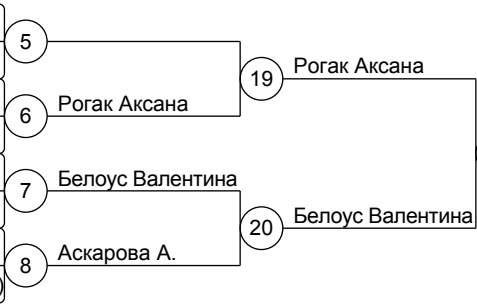 5
19 Рогак Аксана
6 Рогак Аксана
7 Белоус Валентина
20 Белоус Валентина
8 Аскарова А.